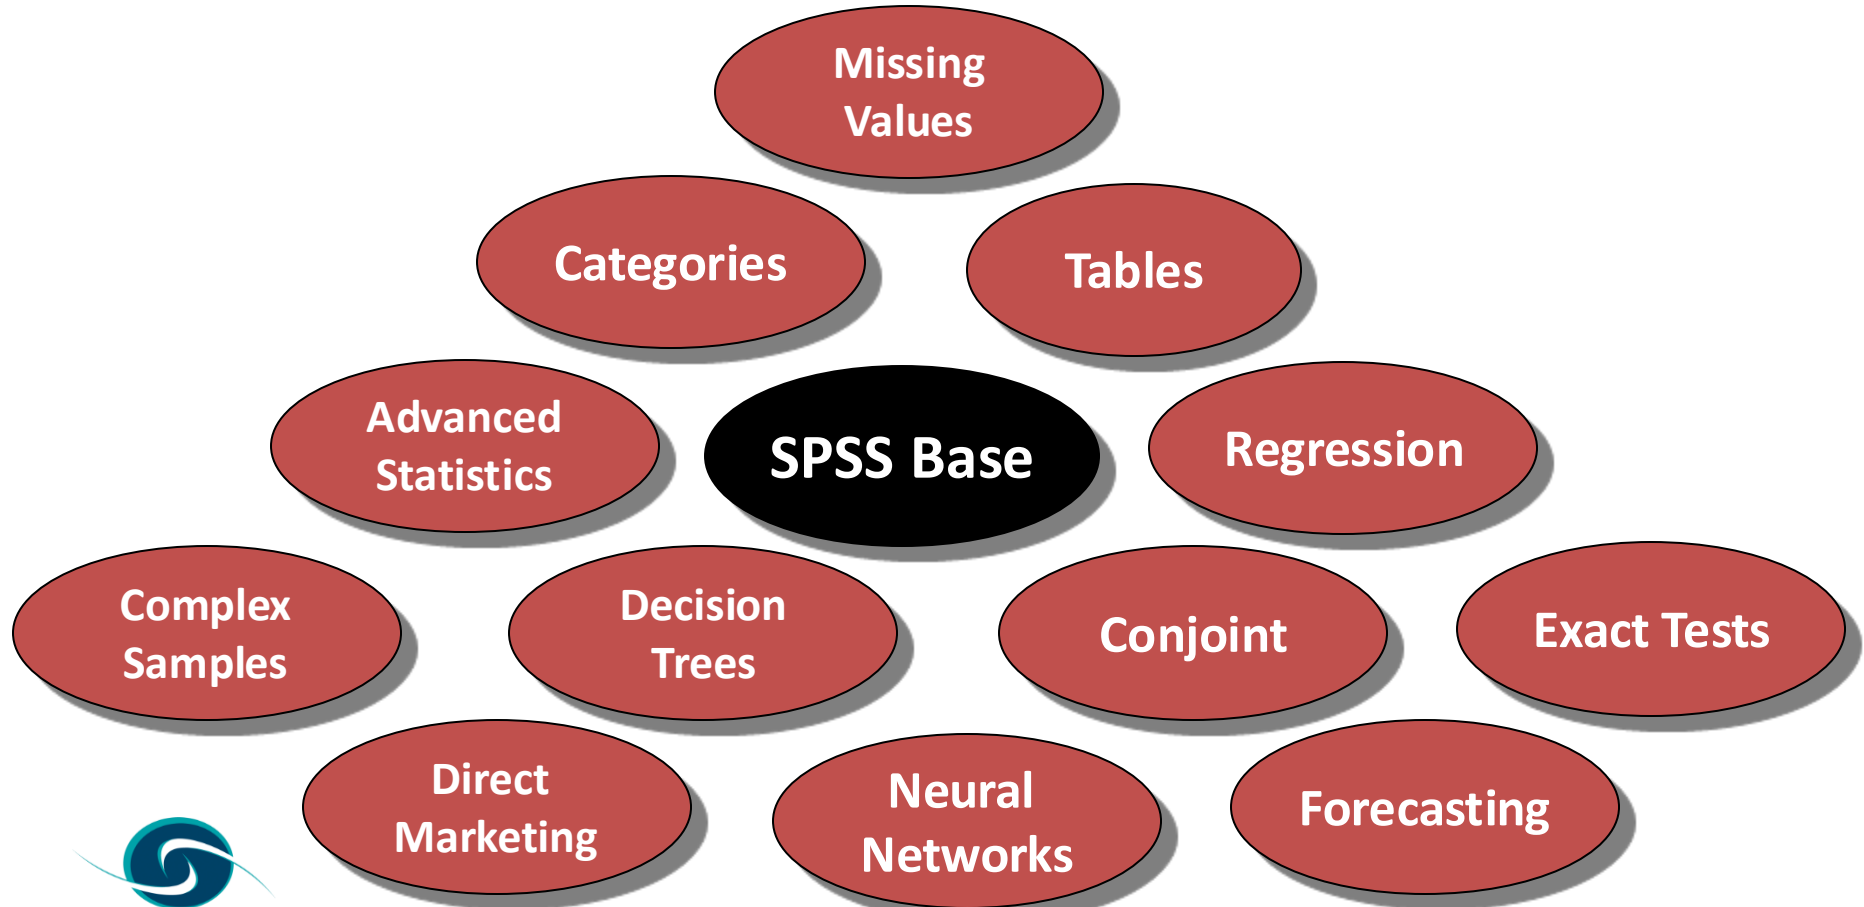 Missing
Values
Categories
Tables
Advanced
Statistics
SPSS Base
Regression
Complex
Samples
Decision
Trees
Conjoint
Exact Tests
Direct
Marketing
Neural
Networks
Forecasting